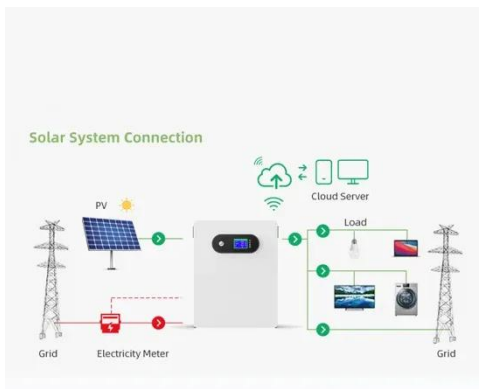 Solar System Connection
PV
Cloud Server
Load
Grid
Electricity Meter
Grid